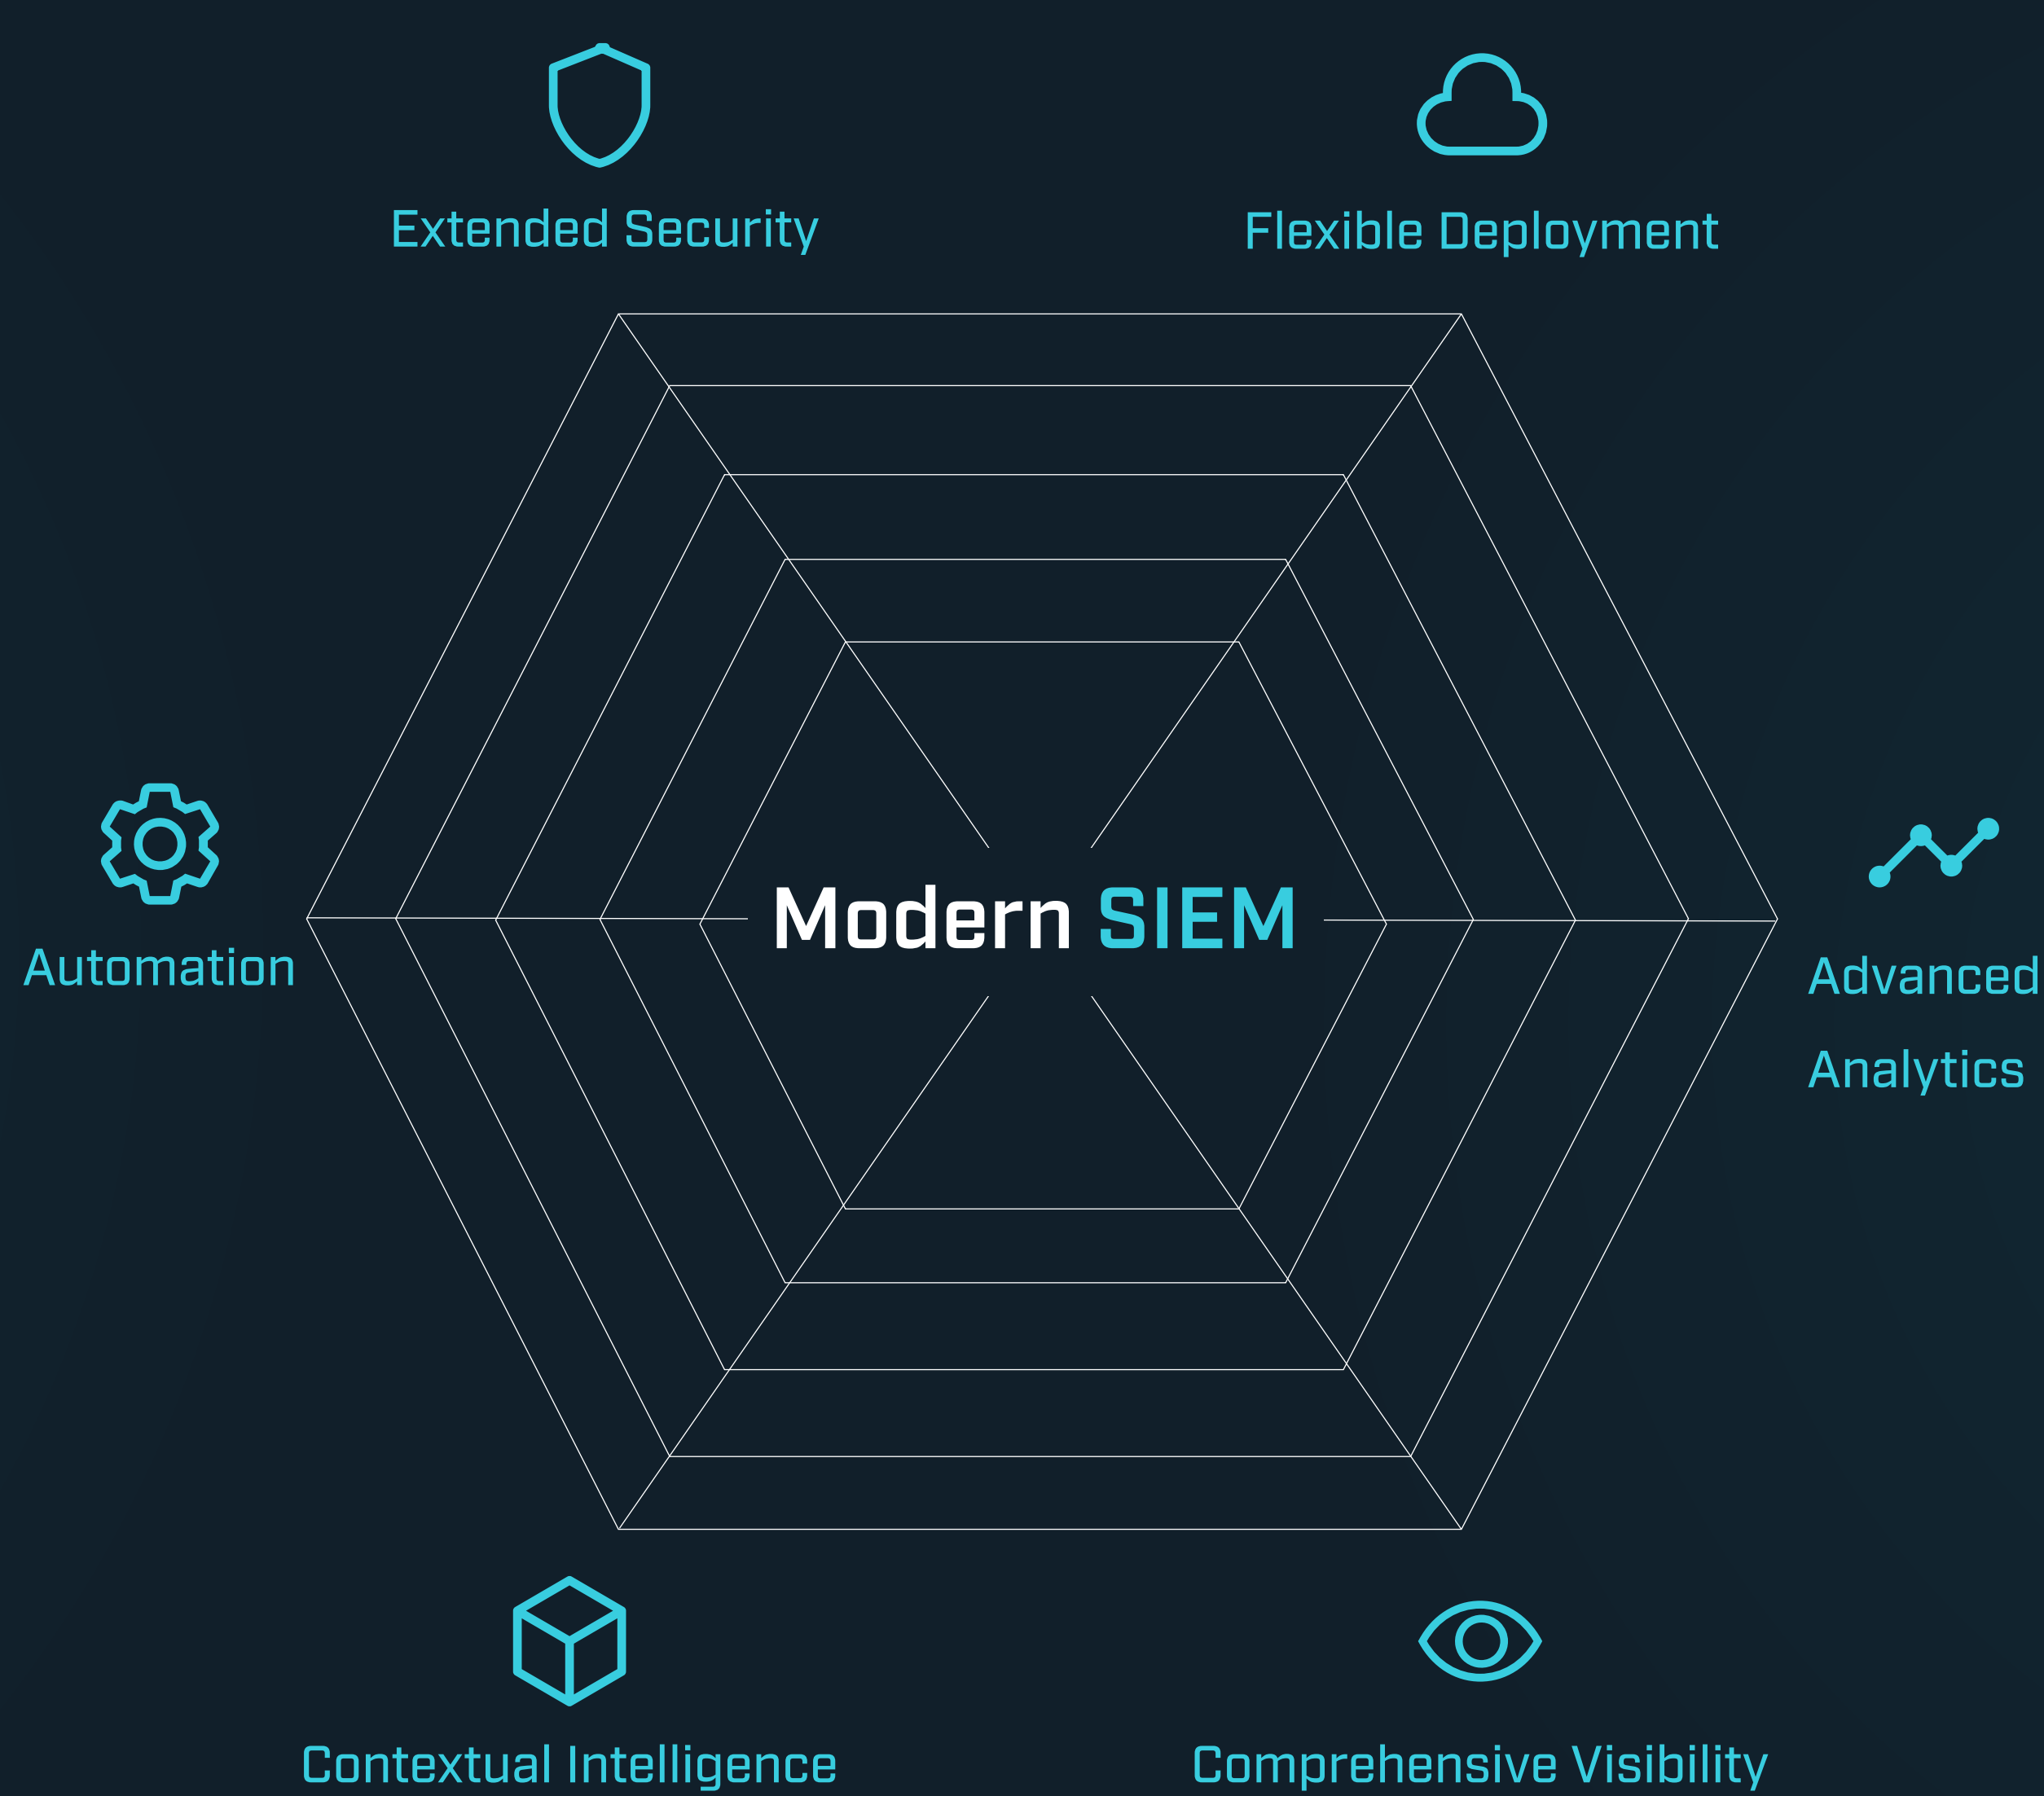 Extended Security
Flexible Deployment
Modern SIEM
Automation
Advanced
Analytics
Contextual Intelligence
Comprehensive Visibility